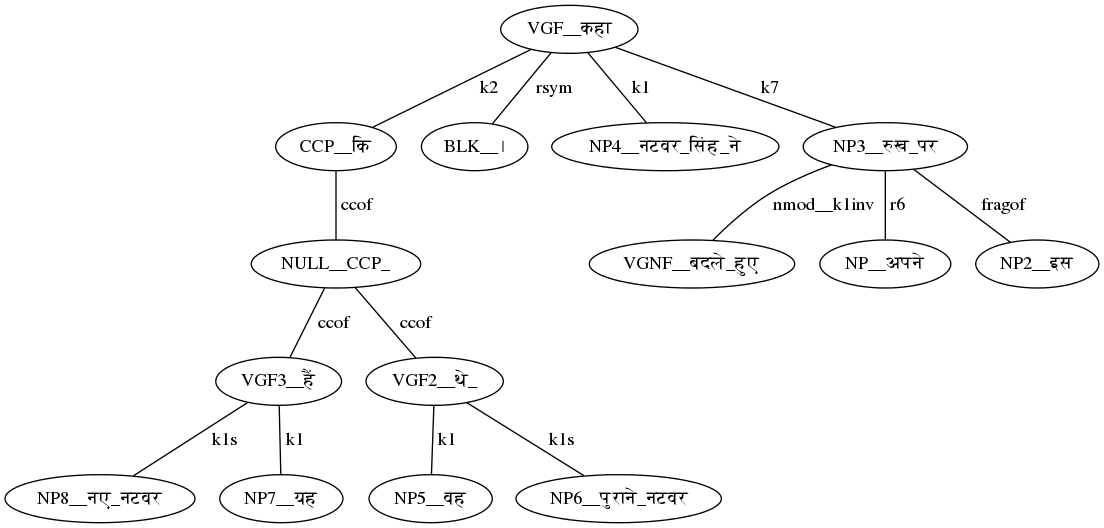 VGF__कहा
k2
rsym
k1
k7
CCP__कि
BLK__।
NP4__नटवर_सिंह_ने
NP3__रुख_पर
ccof
nmod__k1inv
r6
fragof
NULL__CCP_
VGNF__बदले_हुए
NP__अपने
NP2__इस
ccof
ccof
VGF3__हैं
VGF2__थे_
k1s
k1
k1
k1s
NP8__नए_नटवर
NP7__यह
NP5__वह
NP6__पुराने_नटवर